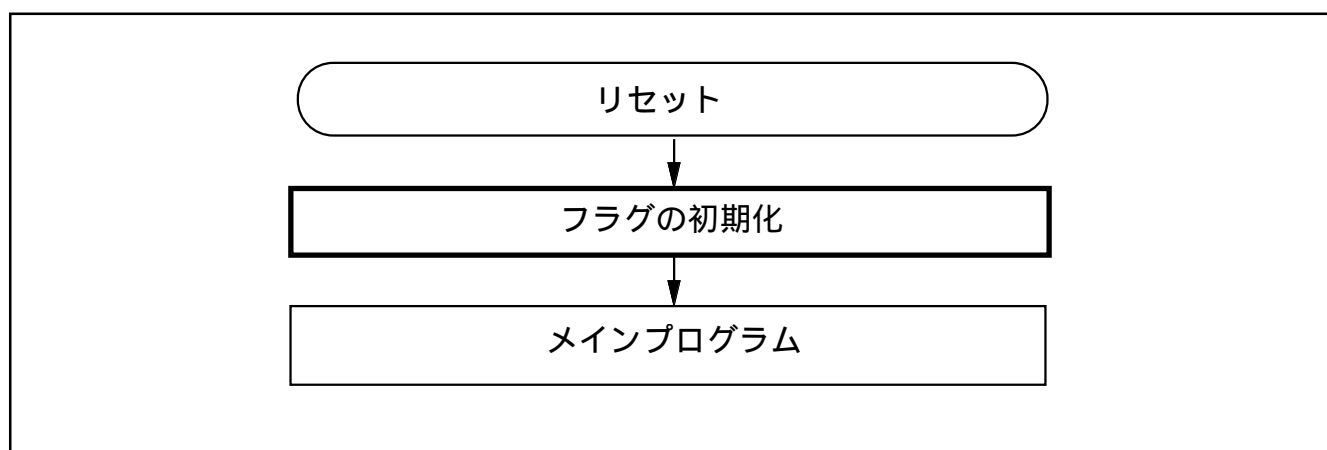 リセット
フラグの初期化
メインプログラム